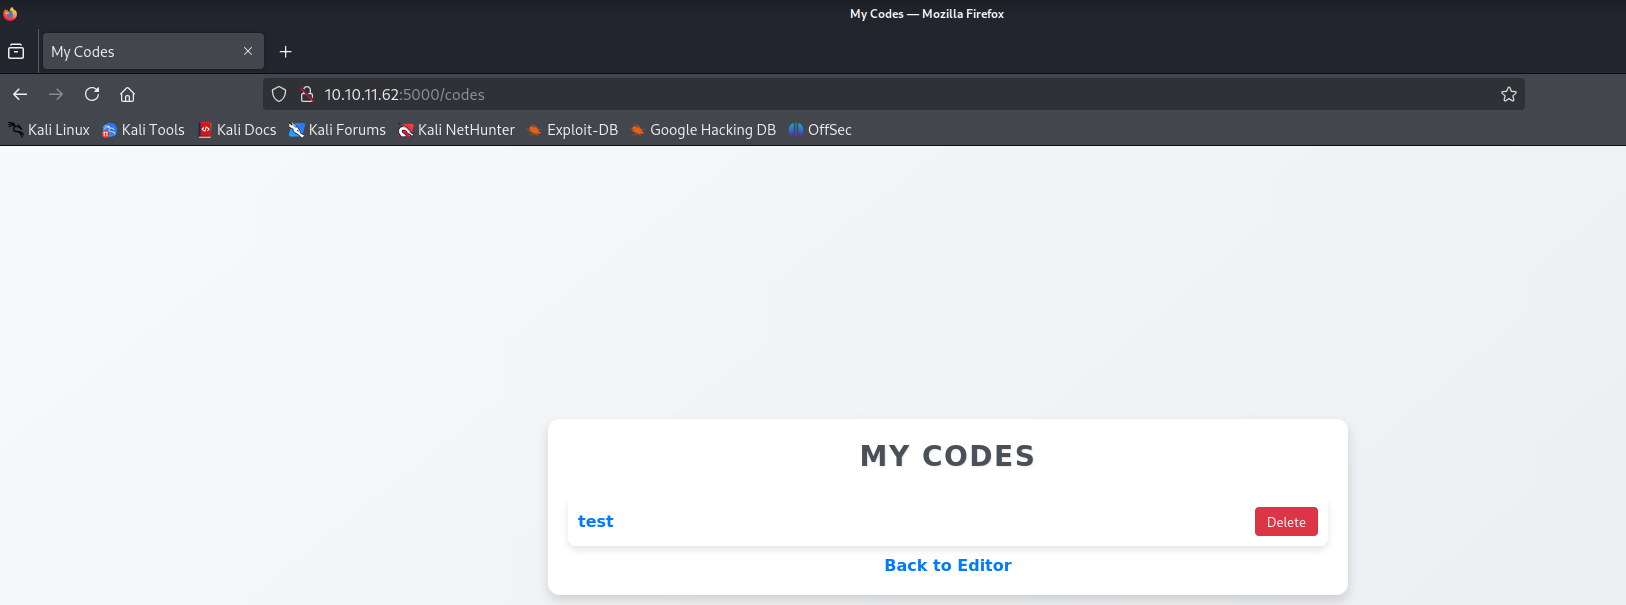 My Codes — Mozilla Firefox
My Codes
10.10.11.62:5000/codes
Kali Linux Kali Tools Kali Docs Kali Forums Kali NetHunter Exploit-DB Google Hacking DB OffSec
MY CODES
test Delete
Back to Editor